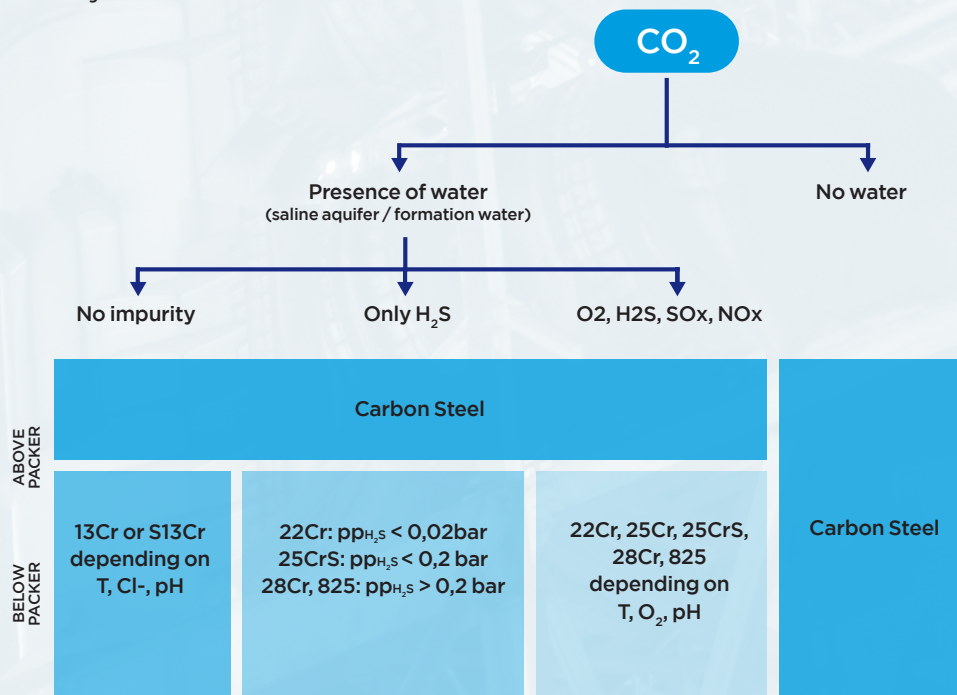 CO₂
Presence of water
(saline aquifer / formation water)
No water
No impurity
Only H₂S
O2, H2S, SOx, NOx
ABOVE
PACKER
Carbon Steel
BELOW
PACKER
13Cr or S13Cr
depending on
T, Cl-, pH
22Cr: ppH₂S < 0,02bar
25CrS: ppH₂S < 0,2 bar
28Cr, 825: ppH₂S > 0,2 bar
22Cr, 25Cr, 25CrS,
28Cr, 825
depending on
T, O₂, pH
Carbon Steel